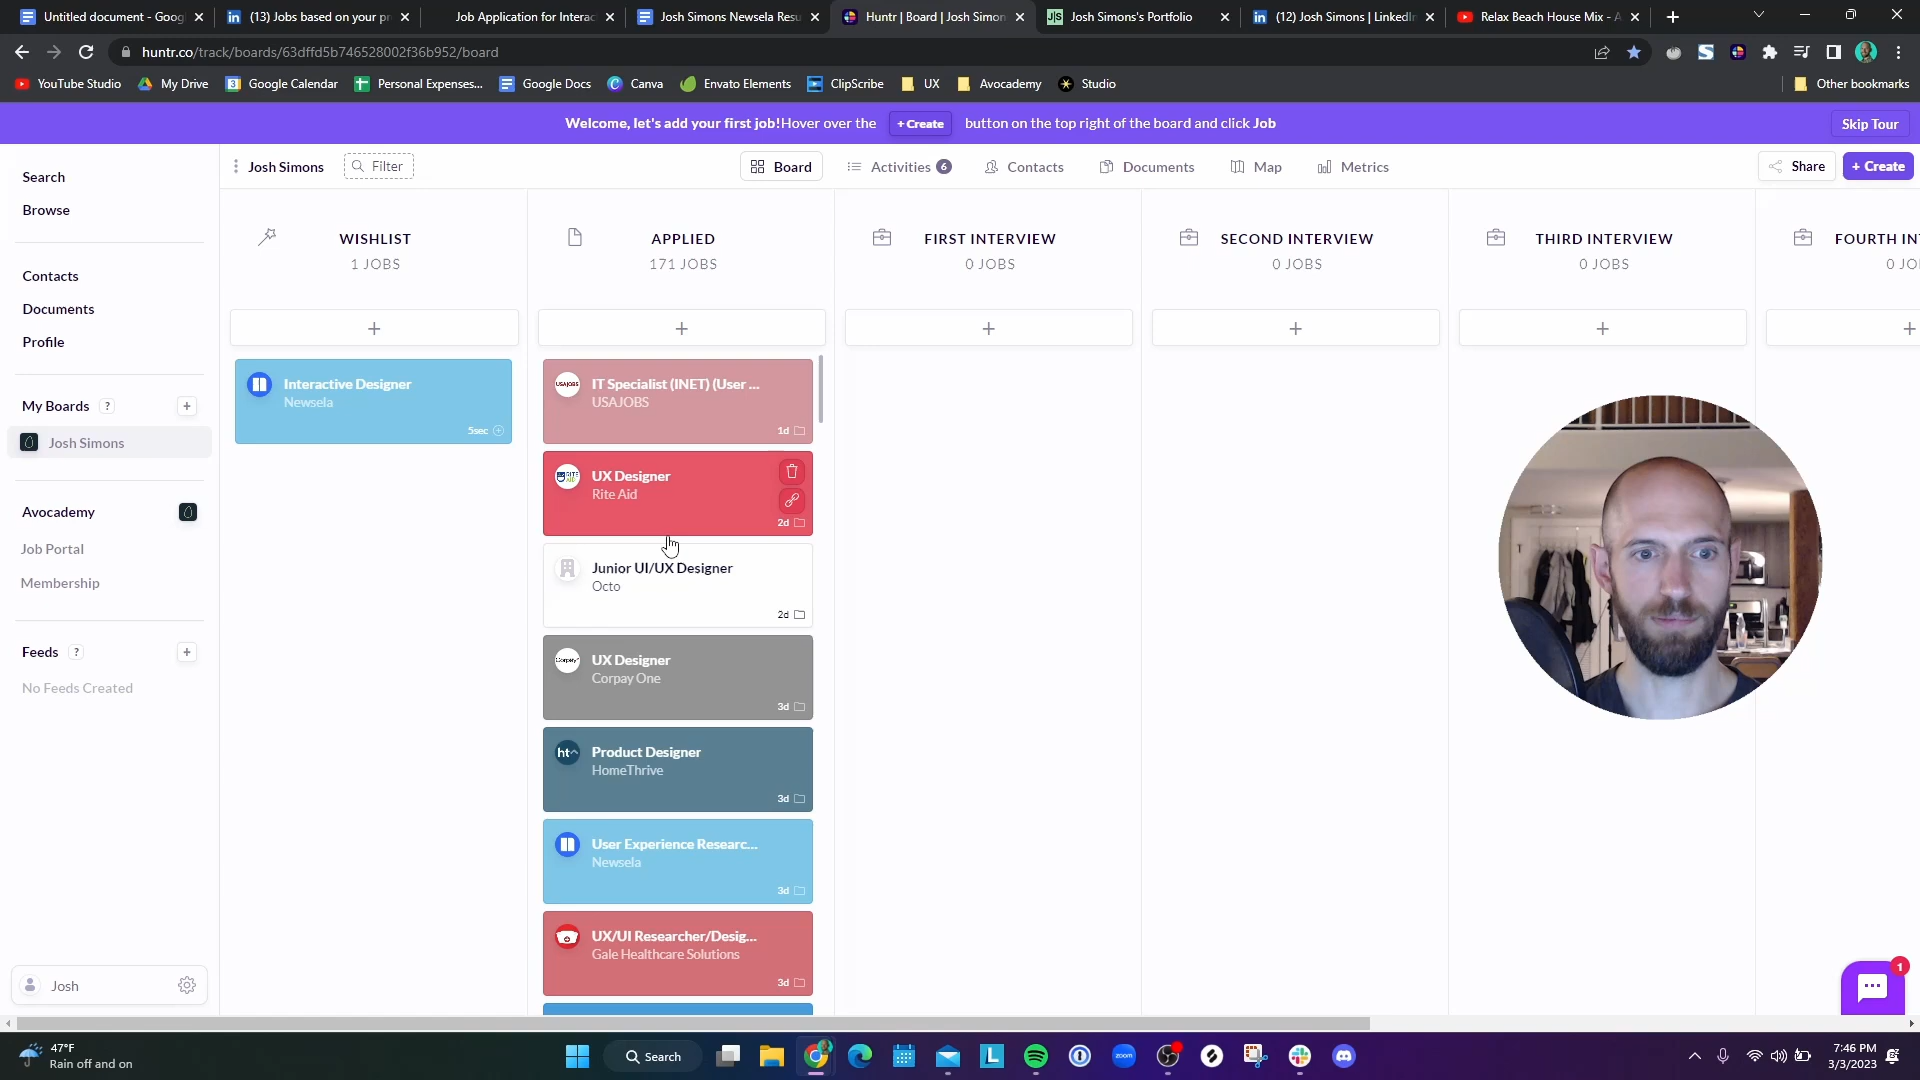 Untitled document - Goog
(13) Jobs based on your pr
Job Application for Interac
Josh Simons Newsela Resu
Huntr | Board | Josh Simon
Josh Simons's Portfolio
(12) Josh Simons | LinkedIn
Relax Beach House Mix - A
huntr.co/track/boards/63dffd5b746528002f36b952/board
YouTube Studio
My Drive
Google Calendar
Personal Expenses...
Google Docs
Canva
Envato Elements
ClipScribe
UX
Avocademy
Studio
Other bookmarks
Welcome, let's add your first job!Hover over the + Create button on the top right of the board and click Job
Skip Tour
Search
Browse
Contacts
Documents
Profile
My Boards ?
Josh Simons
Avocademy
Job Portal
Membership
Feeds ?
No Feeds Created
Josh
Josh Simons
Filter
Board
Activities 6
Contacts
Documents
Map
Metrics
Share
+ Create
WISHLIST
1 JOBS
Interactive Designer
Newsela
5sec
APPLIED
171 JOBS
USAJOBS
IT Specialist (INET) (User ...
USAJOBS
1d
RITE AID
UX Designer
Rite Aid
2d
Junior UI/UX Designer
Octo
2d
Corpay
UX Designer
Corpay One
3d
ht
Product Designer
HomeThrive
3d
User Experience Researc...
Newsela
3d
UX/UI Researcher/Desig...
Gale Healthcare Solutions
3d
FIRST INTERVIEW
0 JOBS
SECOND INTERVIEW
0 JOBS
THIRD INTERVIEW
0 JOBS
FOURTH IN
0 JO
1
47°F
Rain off and on
Search
zoom
7:46 PM
3/3/2023